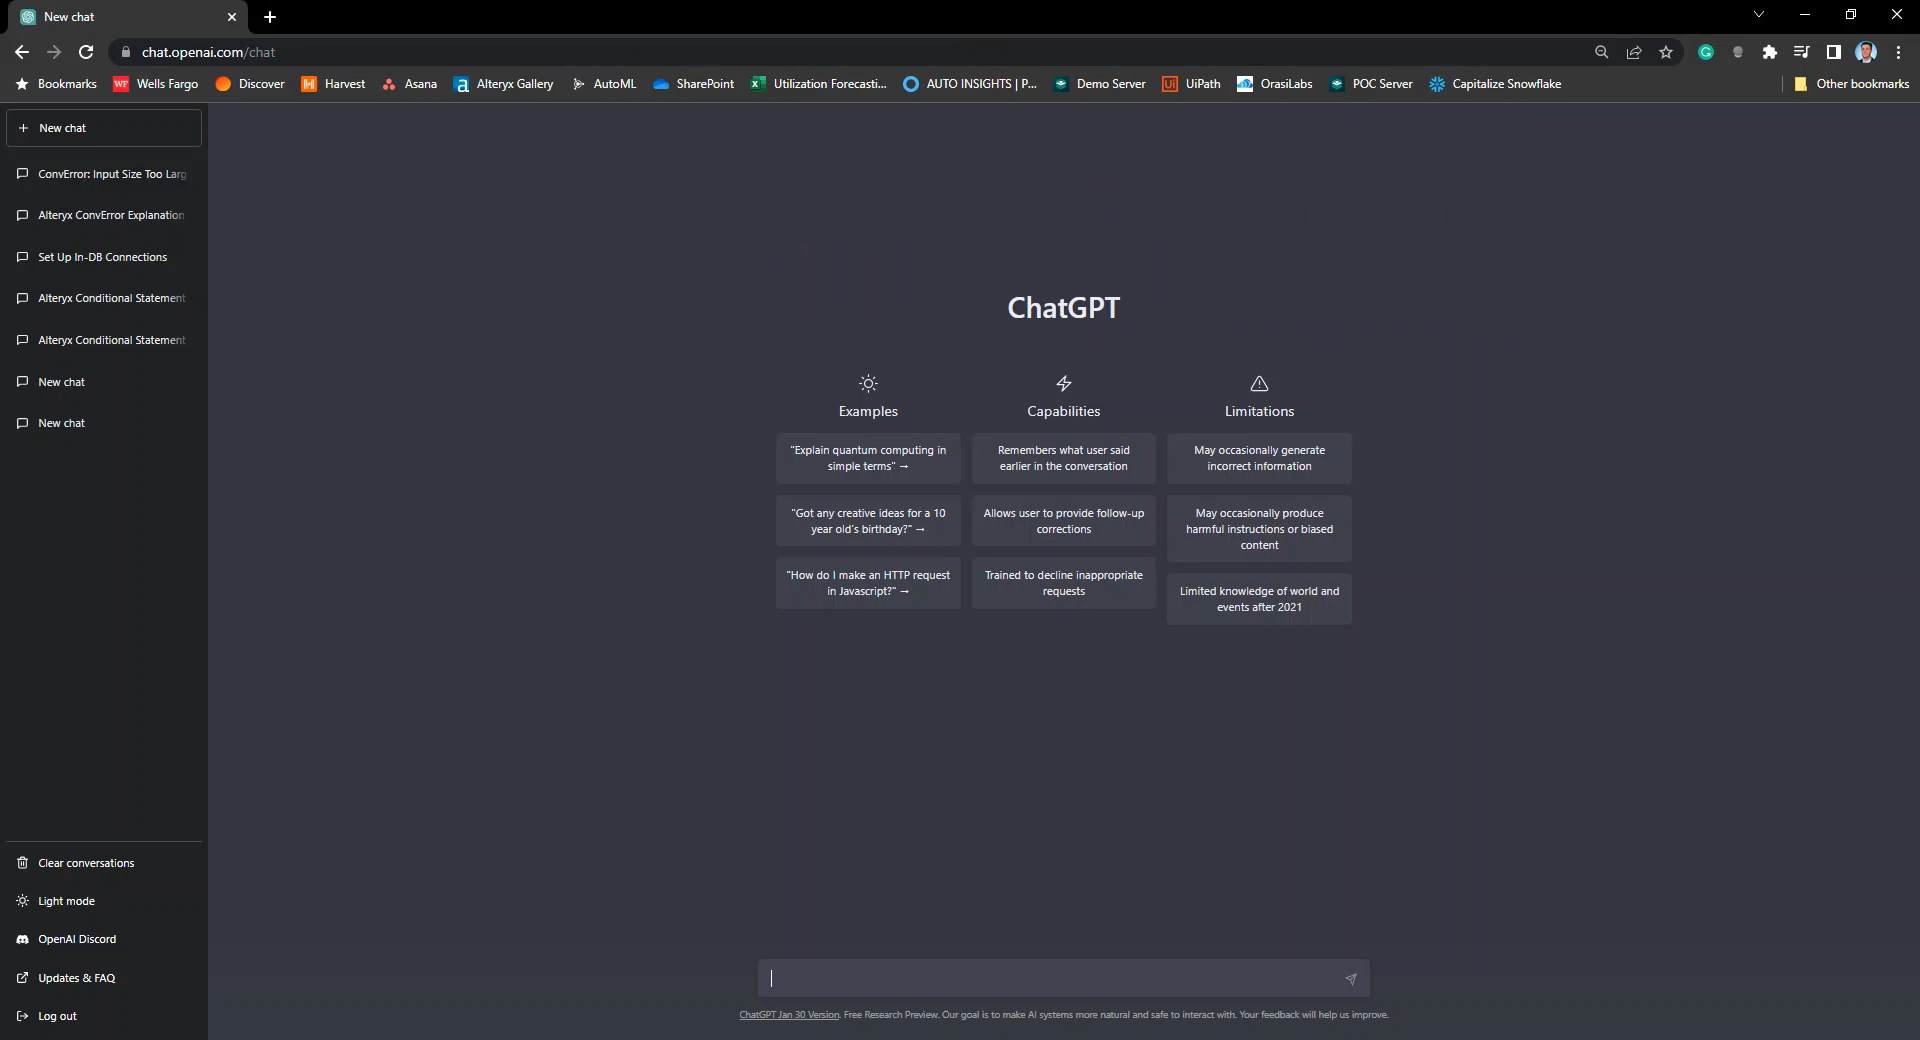 New chat
chat.openai.com/chat
Bookmarks
WF Wells Fargo
Discover
H Harvest
Asana
a Alteryx Gallery
AutoML
SharePoint
X Utilization Forecasti...
AUTO INSIGHTS | P...
Demo Server
Ui UiPath
OrasiLabs
POC Server
Capitalize Snowflake
Other bookmarks
New chat
ConvError: Input Size Too Larg
Alteryx ConvError Explanation
Set Up In-DB Connections
Alteryx Conditional Statement
Alteryx Conditional Statement
New chat
New chat
Clear conversations
Light mode
OpenAI Discord
Updates & FAQ
Log out
ChatGPT
Examples
"Explain quantum computing in
simple terms" →
"Got any creative ideas for a 10
year old's birthday?" →
"How do I make an HTTP request
in Javascript?" →
Capabilities
Remembers what user said
earlier in the conversation
Allows user to provide follow-up
corrections
Trained to decline inappropriate
requests
Limitations
May occasionally generate
incorrect information
May occasionally produce
harmful instructions or biased
content
Limited knowledge of world and
events after 2021
ChatGPT Jan 30 Version. Free Research Preview. Our goal is to make AI systems more natural and safe to interact with. Your feedback will help us improve.